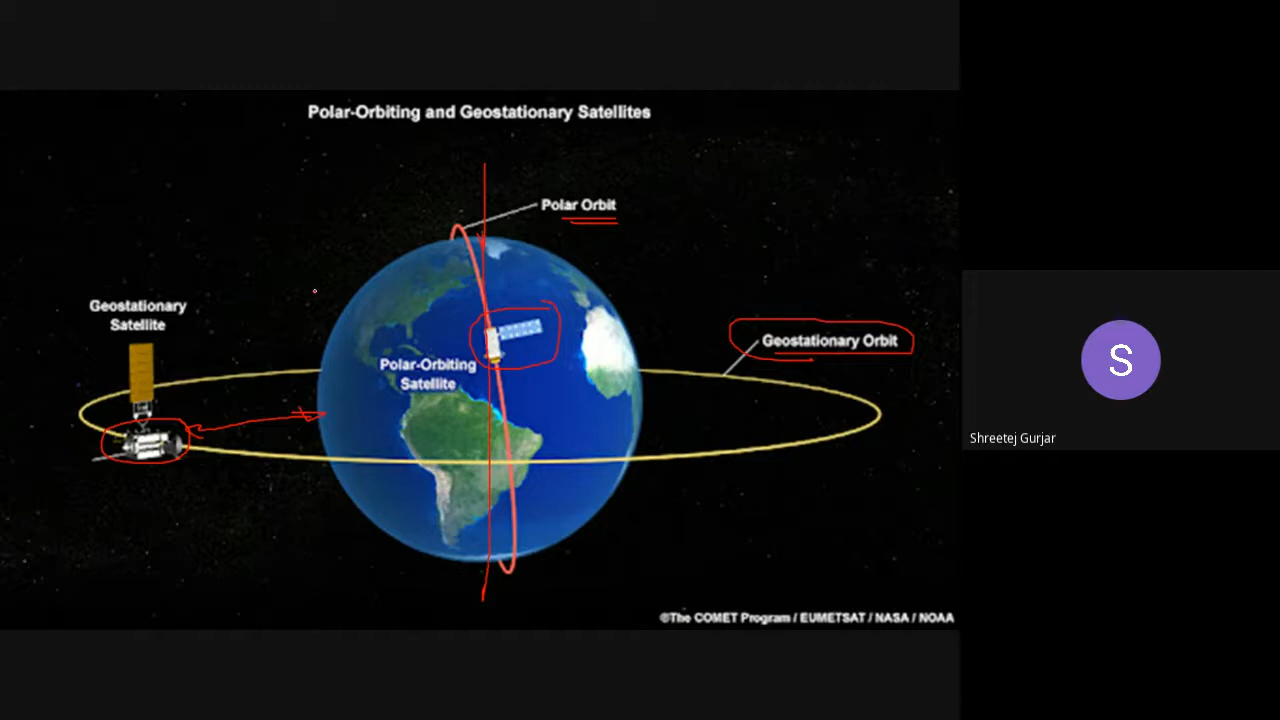 Polar-Orbiting and Geostationary Satellites
Polar Orbit
Geostationary
Satellite
Geostationary Orbit
Polar-Orbiting
Satellite
S
Shreetej Gurjar
©The COMET Program / EUMETSAT / NASA / NOAA